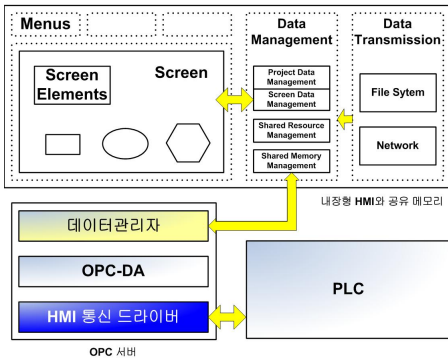 Menus
Data
Management
Data
Transmission
Screen
Elements
Screen
Project Data
Management
Screen Data
Management
Shared Resource
Management
Shared Memory
Management
File Sytem
Network
내장형 HMI와 공유 메모리
데이터관리자
OPC-DA
HMI 통신 드라이버
PLC
OPC 서버